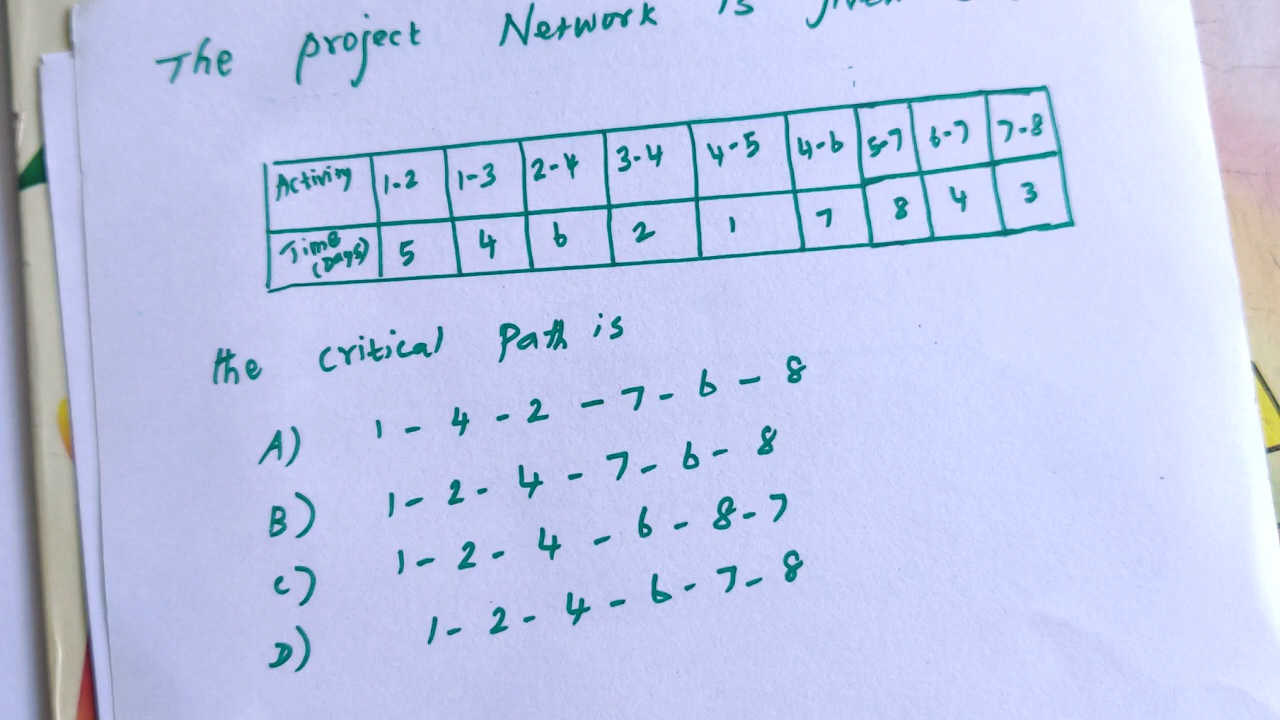 The project Network is given
Activity 1-2 1-3 2-4 3-4 4-5 4-6 5-7 6-7 7-8
Time (Days) 5 4 6 2 1 7 8 4 3
the critical Path is
A) 1 - 4 - 2 - 7 - 6 - 8
B) 1 - 2 - 4 - 7 - 6 - 8
C) 1 - 2 - 4 - 6 - 8 - 7
D) 1 - 2 - 4 - 6 - 7 - 8